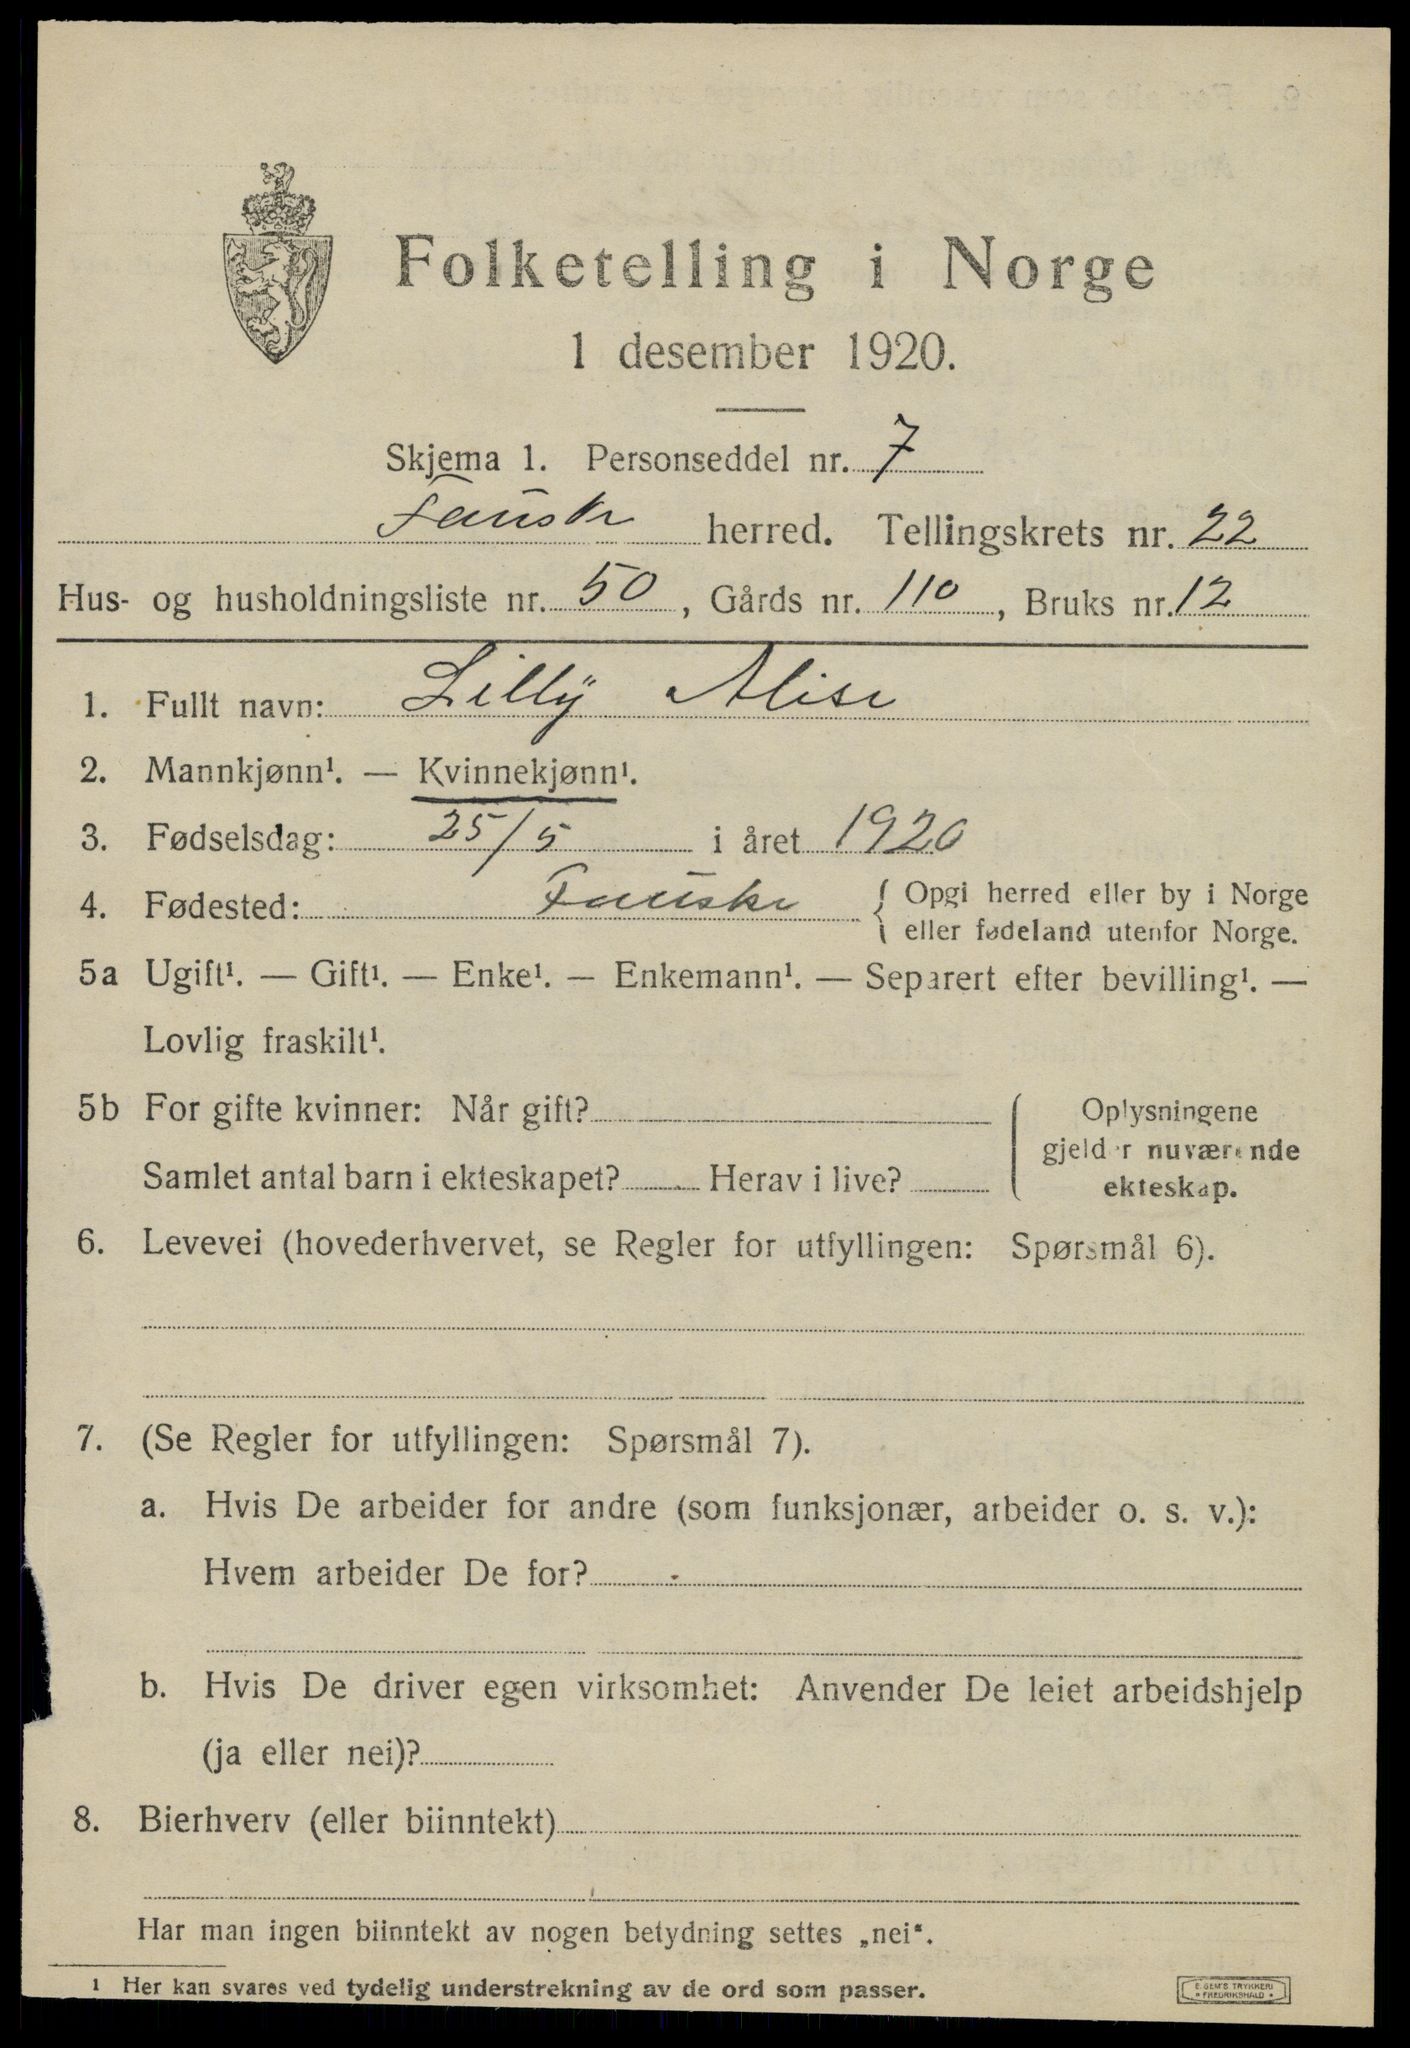 Folketelling i Norge
1 desember 1920.
Skjema 1. Personseddel nr. 7
Fauske herred. Tellingskrets nr. 22
Hus- og husholdningsliste nr. 50, Gårds nr. 110, Bruks nr. 12
1. Fullt navn: Lilly Alise
2. Mannkjønn¹. — Kvinnekjønn¹.
3. Fødselsdag: 25/5 i året 1920
4. Fødested: Fauske { Opgi herred eller by i Norge
eller fødeland utenfor Norge.
5a Ugift¹. — Gift¹. — Enke¹. — Enkemann¹. — Separert efter bevilling¹. —
Lovlig fraskilt¹.
5b For gifte kvinner: Når gift?
Samlet antal barn i ekteskapet? Herav i live?
Oplysningene
gjelder nuværende
ekteskap.
6. Levevei (hovederhvervet, se Regler for utfyllingen: Spørsmål 6).
7. (Se Regler for utfyllingen: Spørsmål 7).
a. Hvis De arbeider for andre (som funksjonær, arbeider o. s. v.):
Hvem arbeider De for?
b. Hvis De driver egen virksomhet: Anvender De leiet arbeidshjelp
(ja eller nei)?
8. Bierhverv (eller biinntekt)
Har man ingen biinntekt av nogen betydning settes „nei“.
1 Her kan svares ved tydelig understrekning av de ord som passer.
E. GEM'S TRYKKERI
* FREDRIKSHALD *